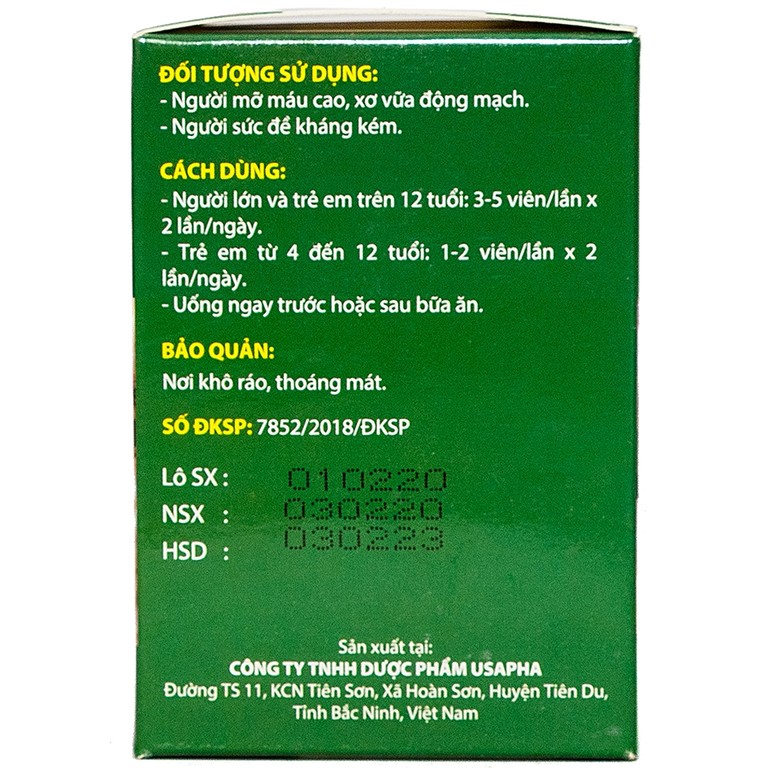 ĐỐI TƯỢNG SỬ DỤNG:
- Người mỡ máu cao, xơ vữa động mạch.
- Người sức đề kháng kém.
CÁCH DÙNG:
- Người lớn và trẻ em trên 12 tuổi: 3-5 viên/lần x
2 lần/ngày.
- Trẻ em từ 4 đến 12 tuổi: 1-2 viên/lần x 2
lần/ngày.
- Uống ngay trước hoặc sau bữa ăn.
BẢO QUẢN:
Nơi khô ráo, thoáng mát.
SỐ ĐKSP: 7852/2018/ĐKSP
Lô SX : 010220
NSX : 030220
HSD : 030223
Sản xuất tại:
CÔNG TY TNHH DƯỢC PHẨM USAPHA
Đường TS 11, KCN Tiên Sơn, Xã Hoàn Sơn, Huyện Tiên Du,
Tỉnh Bắc Ninh, Việt Nam